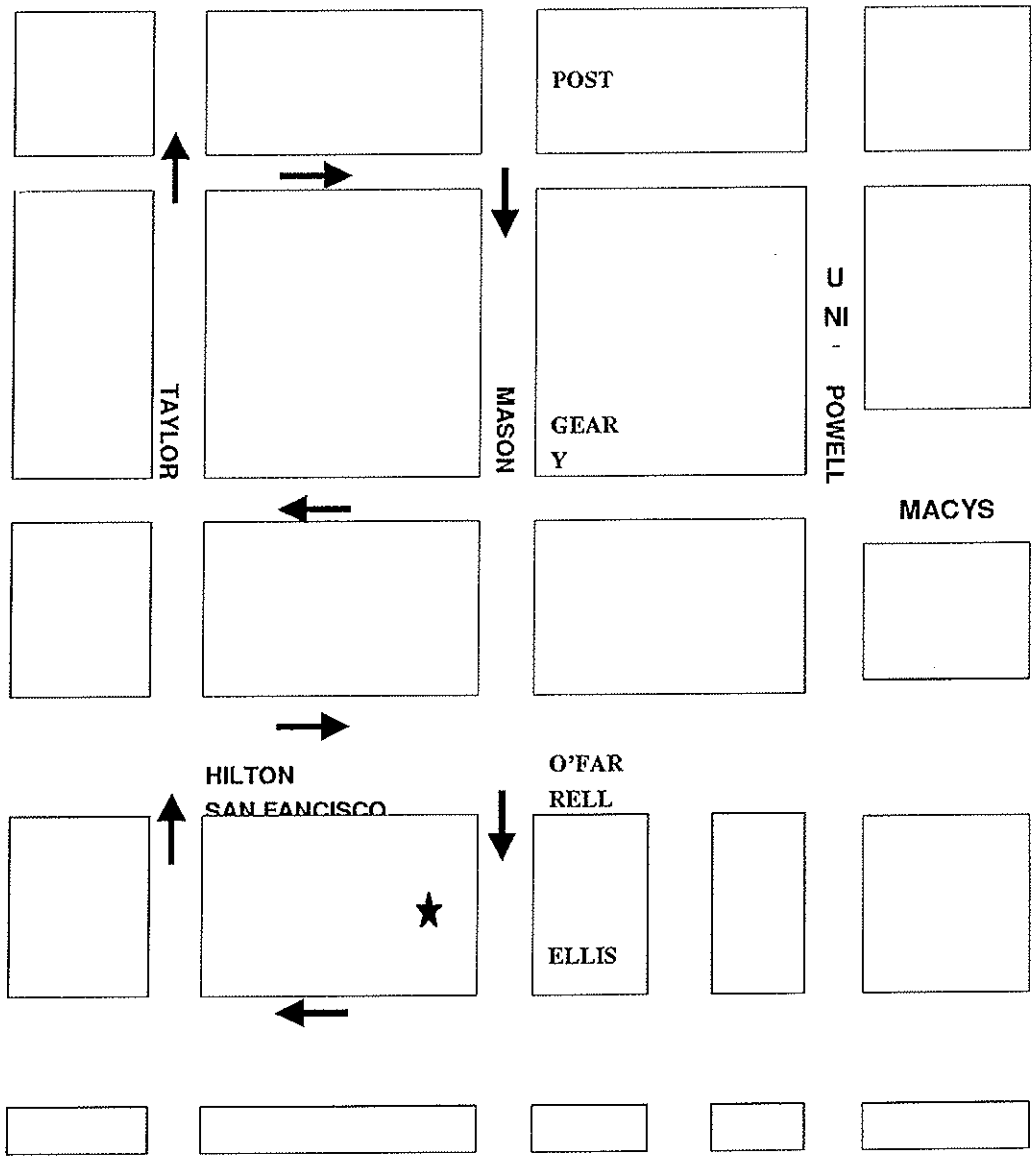 POST
U
NI
-
TAYLOR
MASON
POWELL
GEAR
Y
MACYS
HILTON
SAN FANCISCO
O'FAR
RELL
ELLIS